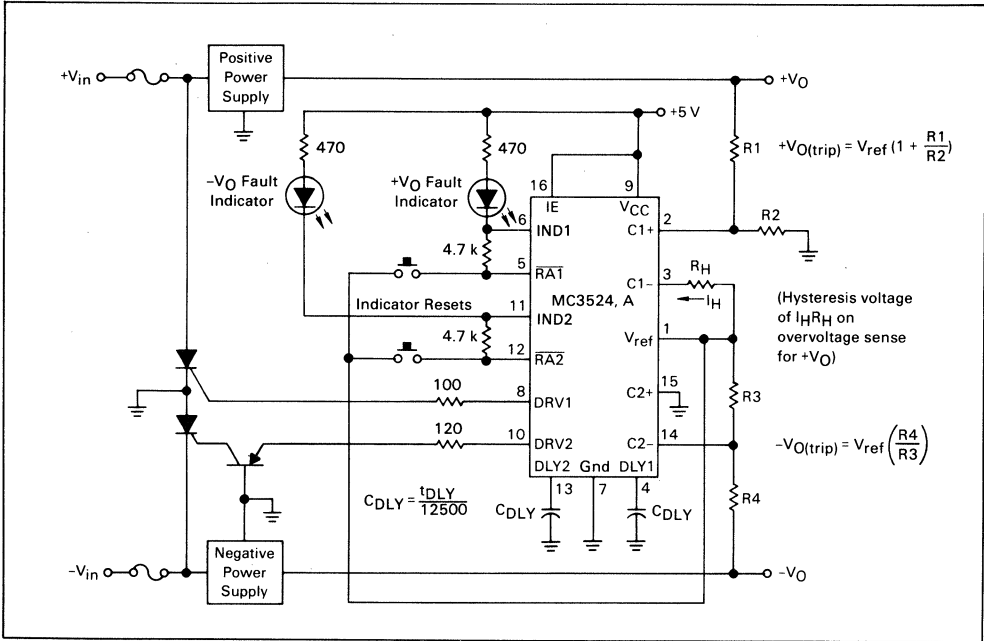 Positive
Power
Supply
+Vin
+VO
+5 V
470
470
R1
+VO(trip) = Vref (1 + R1/R2)
−VO Fault
Indicator
+VO Fault
Indicator
16
IE
9
VCC
6
IND1
C1+
2
R2
4.7 k
5
RA1
C1−
3
RH
IH
MC3524, A
Indicator Resets
11
IND2
(Hysteresis voltage
of IHRH on
overvoltage sense
for +VO)
Vref
1
4.7 k
12
RA2
C2+
15
R3
100
8
DRV1
120
10
DRV2
C2−
14
−VO(trip) = Vref (R4/R3)
DLY2
Gnd
DLY1
13
7
4
R4
CDLY = tDLY/12500
CDLY
CDLY
Negative
Power
Supply
−Vin
−VO